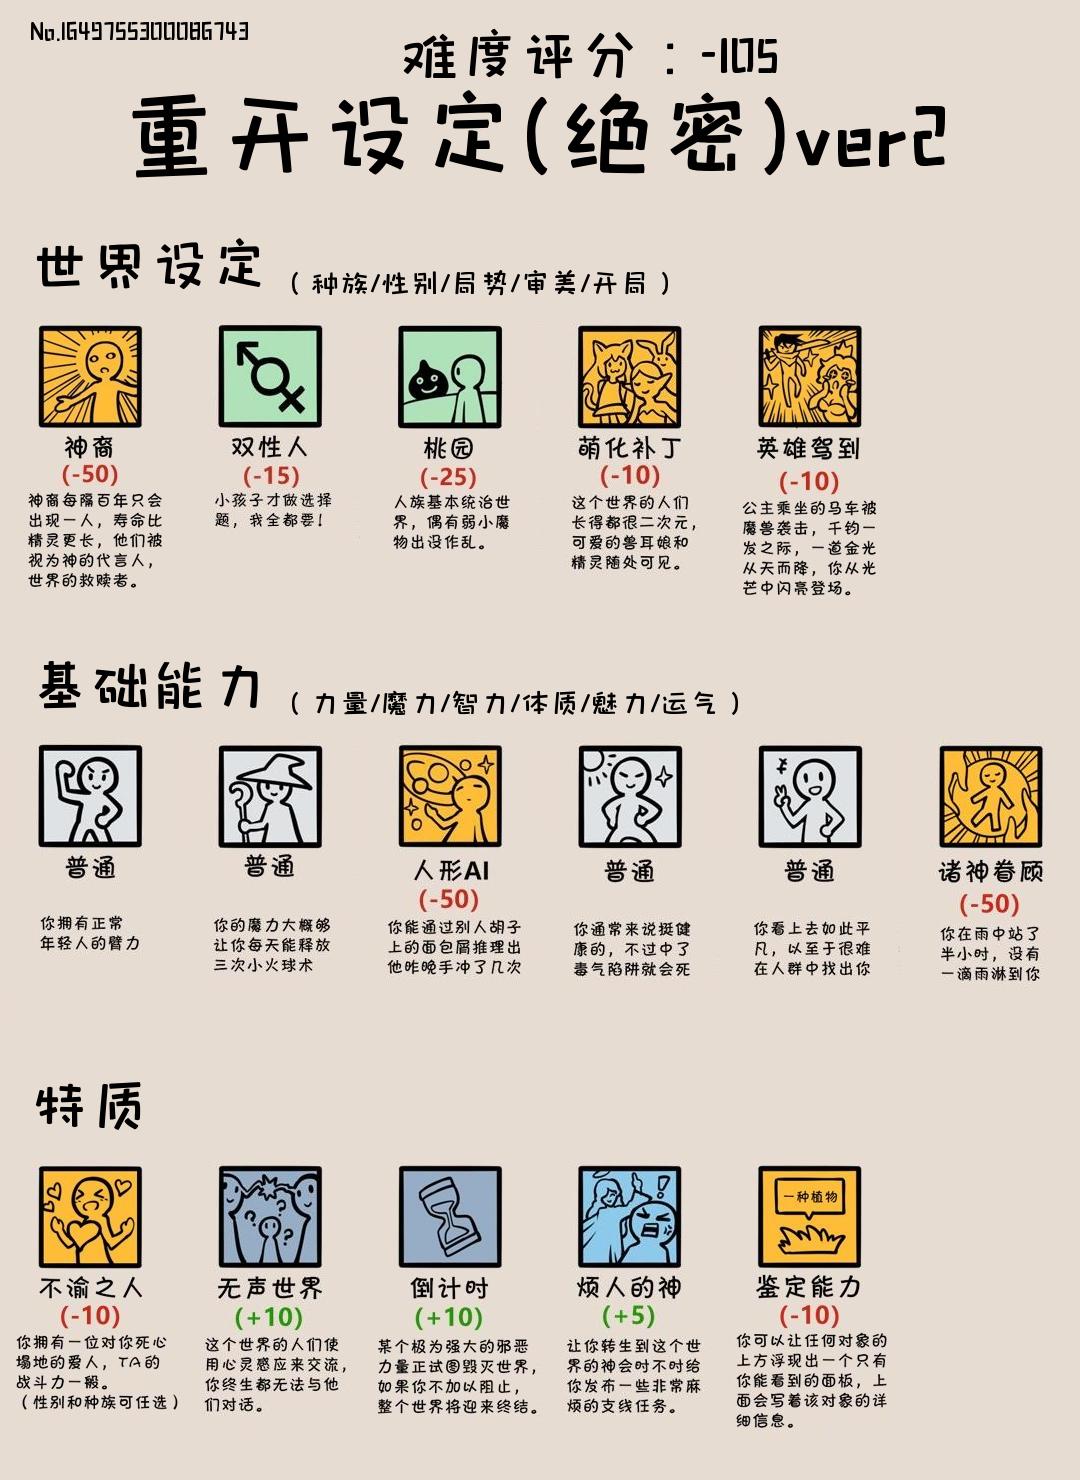 No.1649755300086743
难度评分：-105
重开设定(绝密)ver2
世界设定（种族/性别/局势/审美/开局）
神裔
(-50)
神裔每隔百年只会
出现一人，寿命比
精灵更长，他们被
视为神的代言人，
世界的救赎者。
双性人
(-15)
小孩子才做选择
题，我全都要！
桃园
(-25)
人族基本统治世
界，偶有弱小魔
物出没作乱。
萌化补丁
(-10)
这个世界的人们
长得都很二次元，
可爱的兽耳娘和
精灵随处可见。
英雄驾到
(-10)
公主乘坐的马车被
魔兽袭击，千钧一
发之际，一道金光
从天而降，你从光
芒中闪亮登场。
基础能力（力量/魔力/智力/体质/魅力/运气）
普通
你拥有正常
年轻人的臂力
普通
你的魔力大概够
让你每天能释放
三次小火球术
人形AI
(-50)
你能通过别人胡子
上的面包屑推理出
他昨晚手冲了几次
普通
你通常来说挺健
康的，不过中了
毒气陷阱就会死
普通
你看上去如此平
凡，以至于很难
在人群中找出你
诸神眷顾
(-50)
你在雨中站了
半小时，没有
一滴雨淋到你
特质
不渝之人
(-10)
你拥有一位对你死心
塌地的爱人，TA的
战斗力一般。
（性别和种族可任选）
无声世界
(+10)
这个世界的人们使
用心灵感应来交流，
你终生都无法与他
们对话。
倒计时
(+10)
某个极为强大的邪恶
力量正试图毁灭世界，
如果你不加以阻止，
整个世界将迎来终结。
烦人的神
(+5)
让你转生到这个世
界的神会时不时给
你发布一些非常麻
烦的支线任务。
一种植物
鉴定能力
(-10)
你可以让任何对象的
上方浮现出一个只有
你能看到的面板，上
面会写着该对象的详
细信息。